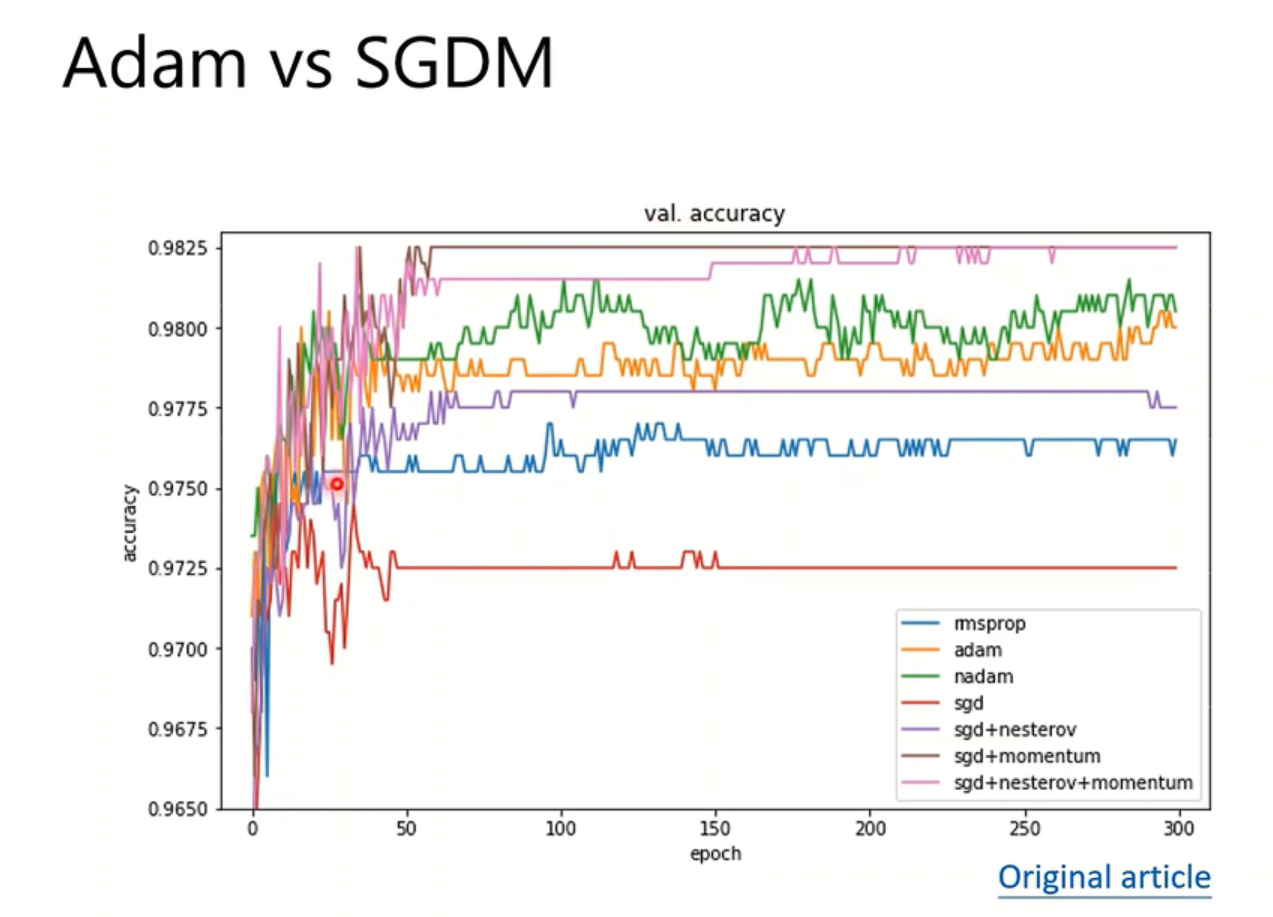 Adam vs SGDM
val. accuracy
0.9825
0.9800
0.9775
0.9750
0.9725
0.9700
0.9675
0.9650
accuracy
0
50
100
150
200
250
300
epoch
rmsprop
adam
nadam
sgd
sgd+nesterov
sgd+momentum
sgd+nesterov+momentum
Original article